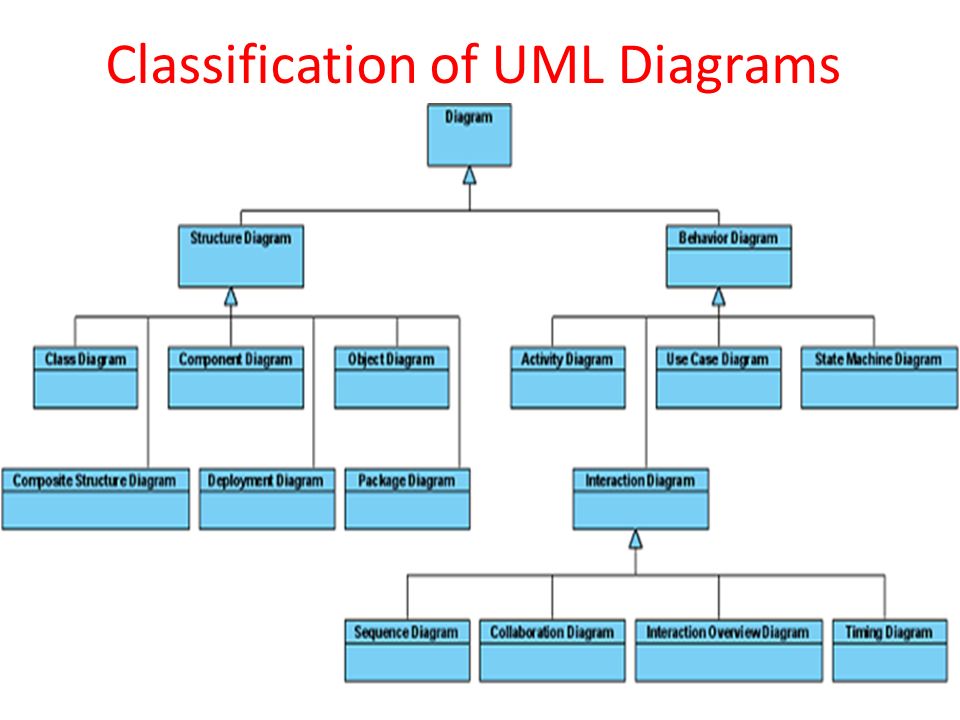 Classification of UML Diagrams
Diagram
Structure Diagram
Behavior Diagram
Class Diagram
Component Diagram
Object Diagram
Activity Diagram
Use Case Diagram
State Machine Diagram
Composite Structure Diagram
Deployment Diagram
Package Diagram
Interaction Diagram
Sequence Diagram
Collaboration Diagram
Interaction Overview Diagram
Timing Diagram